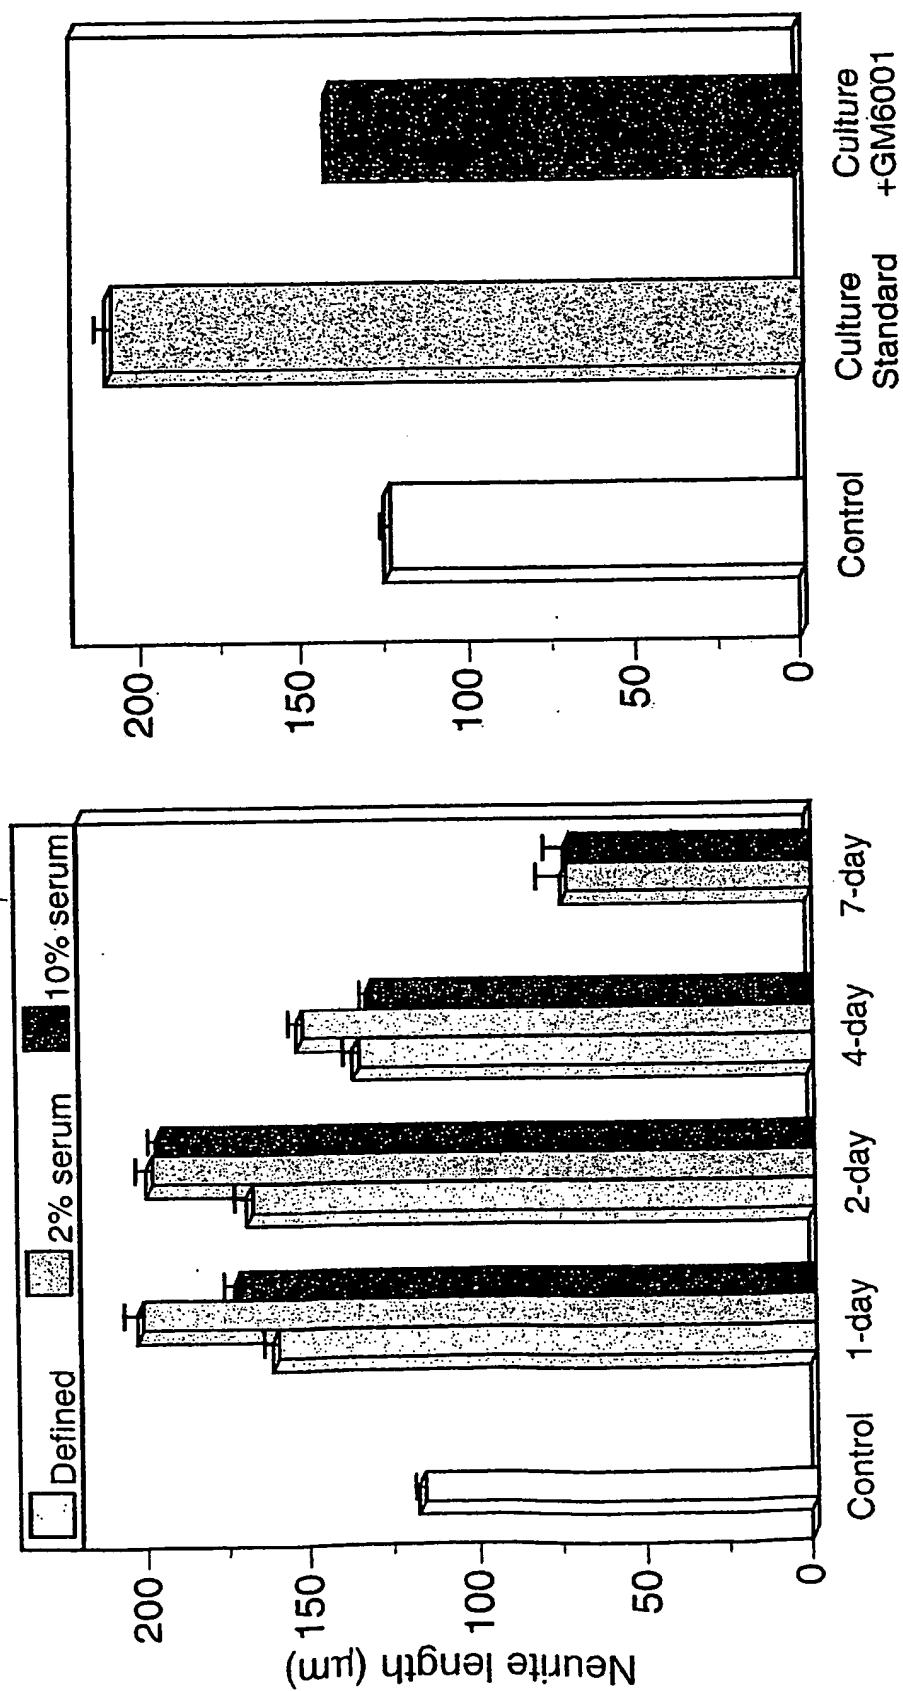 Defined 2% serum 10% serum
Neurite length (µm)
200
150
100
50
0
Control 1-day 2-day 4-day 7-day
200
150
100
50
0
Control Culture Culture
Standard +GM6001